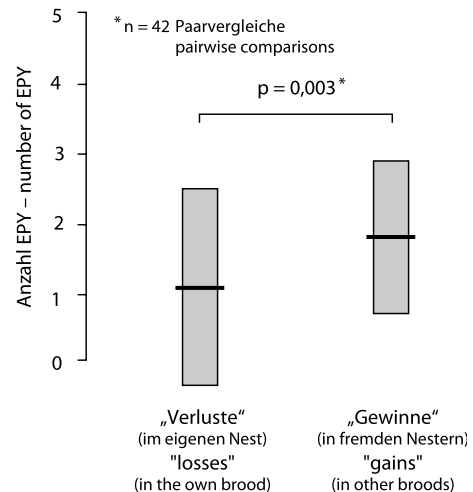 5
* n = 42 Paarvergleiche
pairwise comparisons
4
p = 0,003 *
3
2
1
0
Anzahl EPY – number of EPY
„Verluste“
(im eigenen Nest)
"losses"
(in the own brood)
„Gewinne“
(in fremden Nestern)
"gains"
(in other broods)